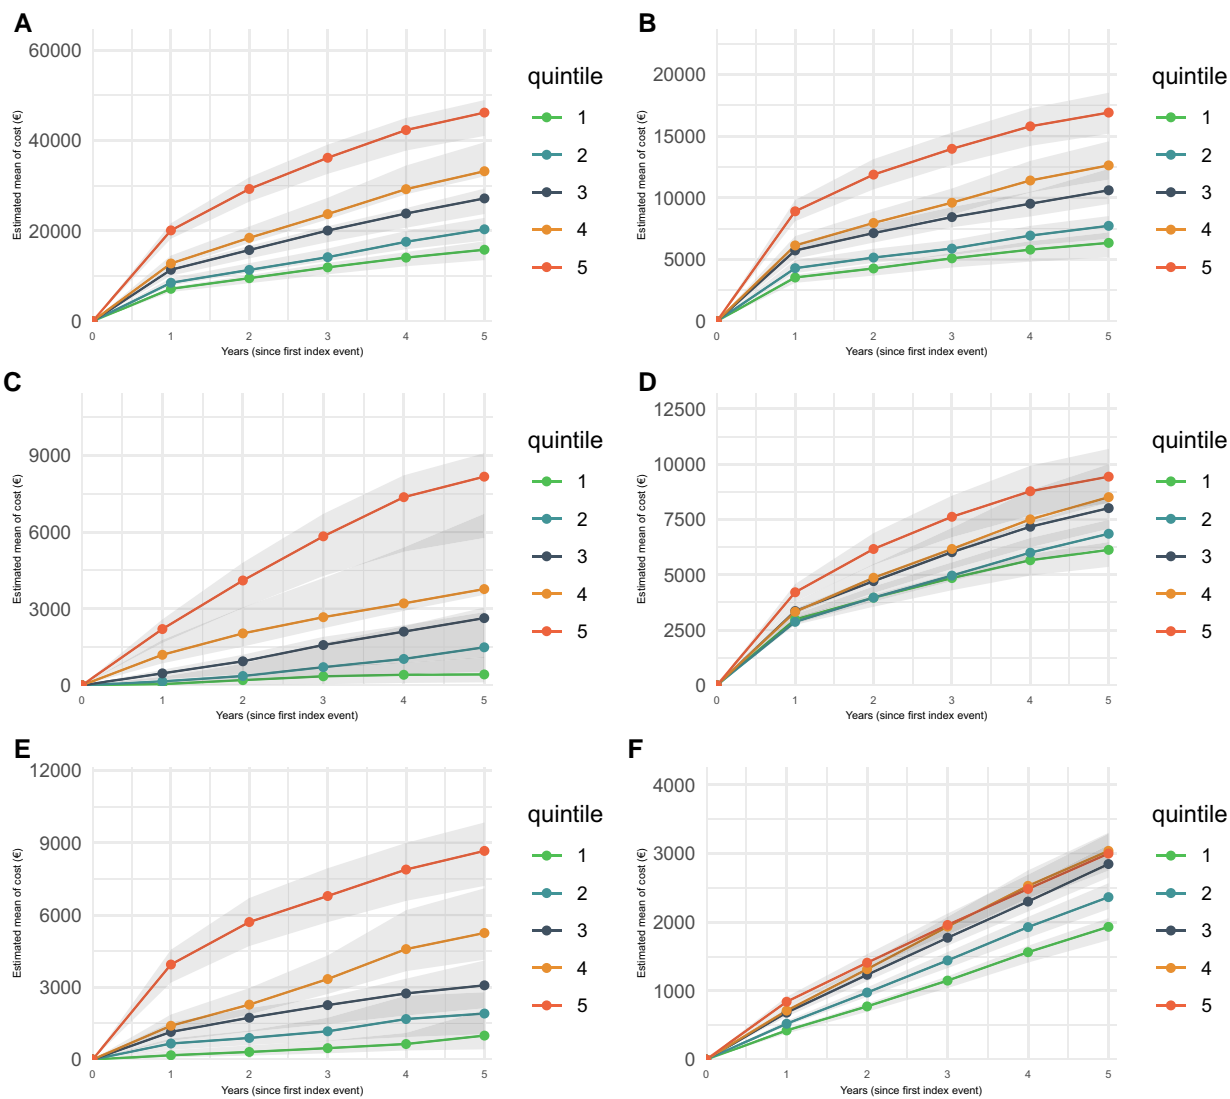 A
60000
40000
20000
0
Estimated mean of cost (€)
0 1 2 3 4 5
Years (since first index event)
quintile
1
2
3
4
5
B
20000
15000
10000
5000
0
Estimated mean of cost (€)
0 1 2 3 4 5
Years (since first index event)
quintile
1
2
3
4
5
C
9000
6000
3000
0
Estimated mean of cost (€)
0 1 2 3 4 5
Years (since first index event)
quintile
1
2
3
4
5
D
12500
10000
7500
5000
2500
0
Estimated mean of cost (€)
0 1 2 3 4 5
Years (since first index event)
quintile
1
2
3
4
5
E
12000
9000
6000
3000
0
Estimated mean of cost (€)
0 1 2 3 4 5
Years (since first index event)
quintile
1
2
3
4
5
F
4000
3000
2000
1000
0
Estimated mean of cost (€)
0 1 2 3 4 5
Years (since first index event)
quintile
1
2
3
4
5